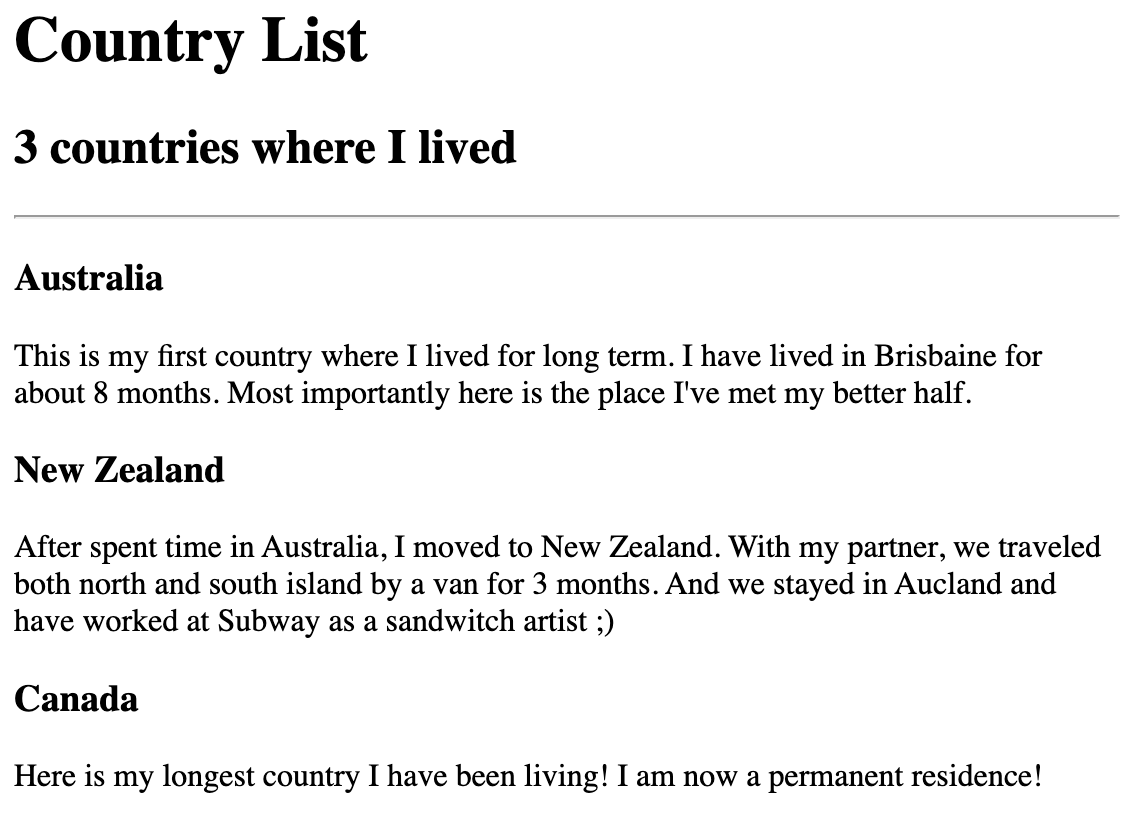 Country List
3 countries where I lived
Australia
This is my first country where I lived for long term. I have lived in Brisbaine for
about 8 months. Most importantly here is the place I've met my better half.
New Zealand
After spent time in Australia, I moved to New Zealand. With my partner, we traveled
both north and south island by a van for 3 months. And we stayed in Aucland and
have worked at Subway as a sandwitch artist ;)
Canada
Here is my longest country I have been living! I am now a permanent residence!